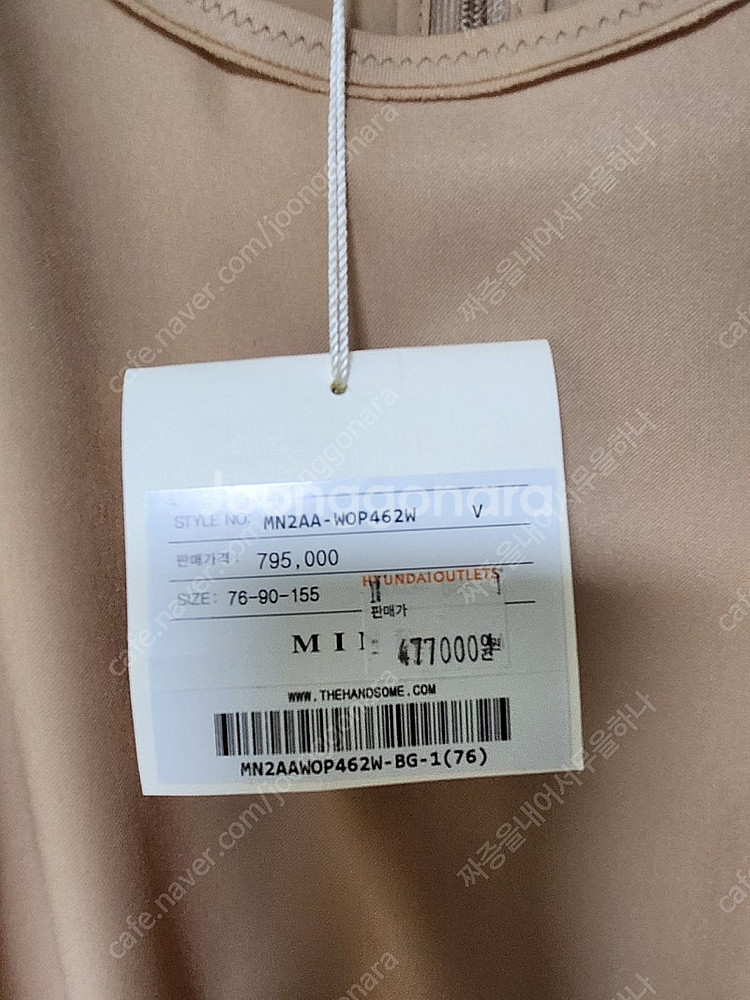 Joonggonara
STYLE NO: MN2AA-WOP462W V
판매가격: 795,000
HYUNDAIOUTLETS
SIZE: 76-90-155
판매가
477000원
WWW.THEHANDSOME.COM
MN2AAWOP462W-BG-1(76)
cafe.naver.com/joonggonara
짜증을내어서무을하나